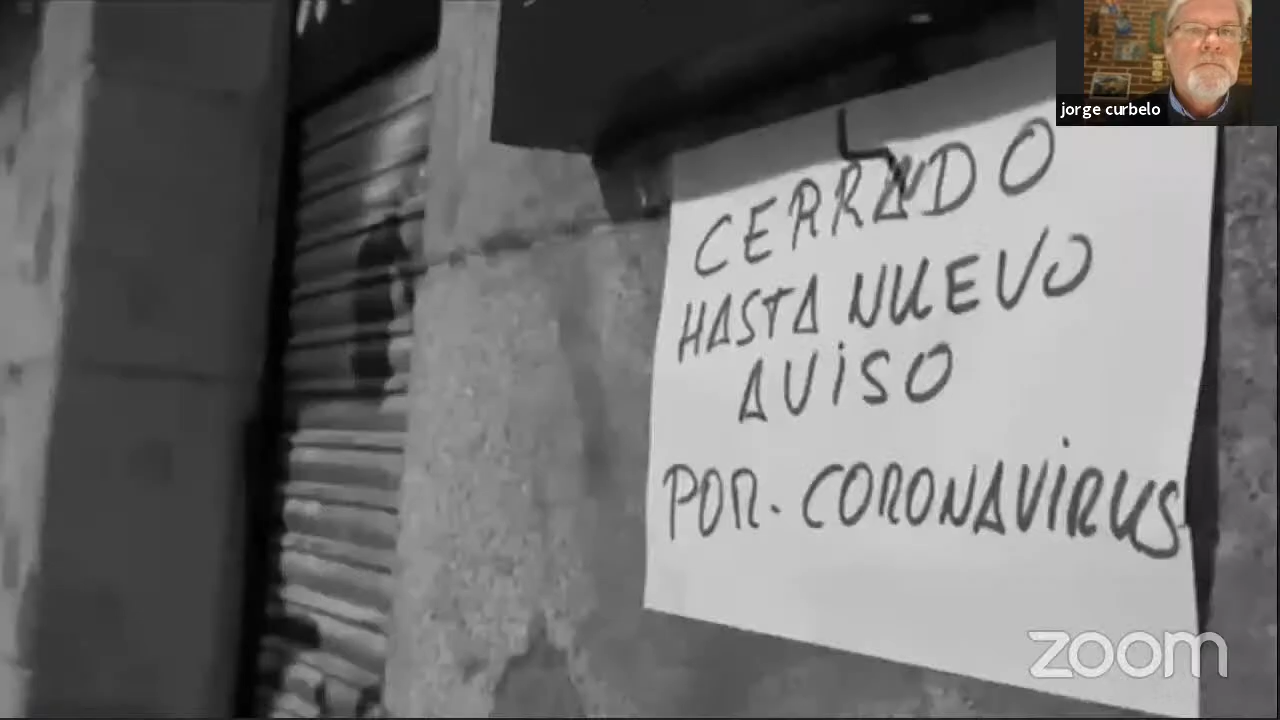 jorge curbelo
CERRADO
HASTA NUEVO
AVISO
POR. CORONAVIRUS
zoom